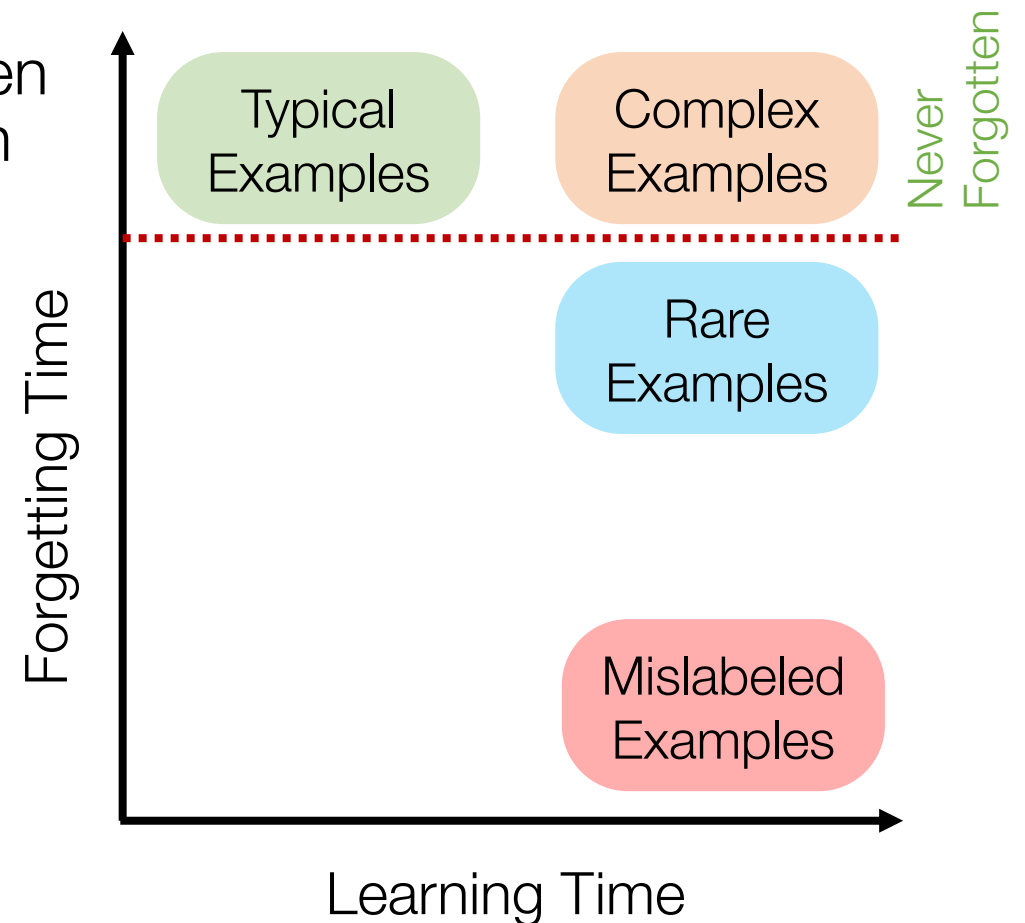 Typical
Examples
Complex
Examples
Never
Forgotten
Rare
Examples
Forgetting Time
Mislabeled
Examples
Learning Time